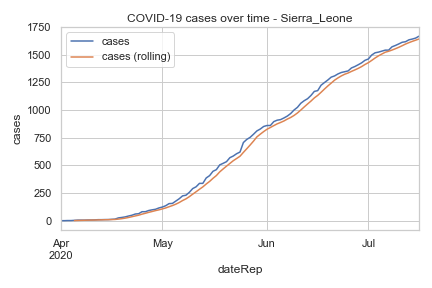 COVID-19 cases over time - Sierra_Leone
cases
cases (rolling)
1750
1500
1250
1000
750
500
250
0
cases
Apr
2020
May
Jun
Jul
dateRep